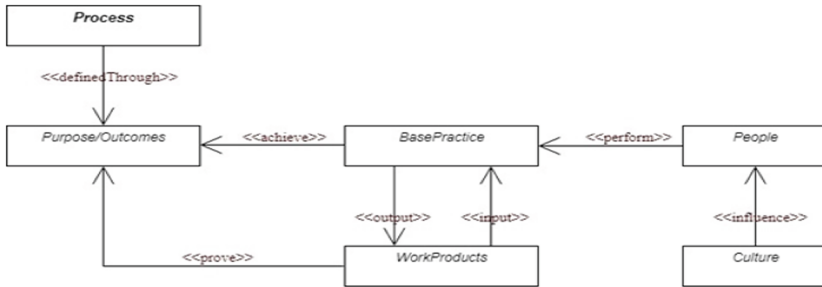 Process
<<definedThrough>>
Purpose/Outcomes
<<achieve>>
BasePractice
<<perform>>
People
<<output>>
<<input>>
<<influence>>
<<prove>>
WorkProducts
Culture